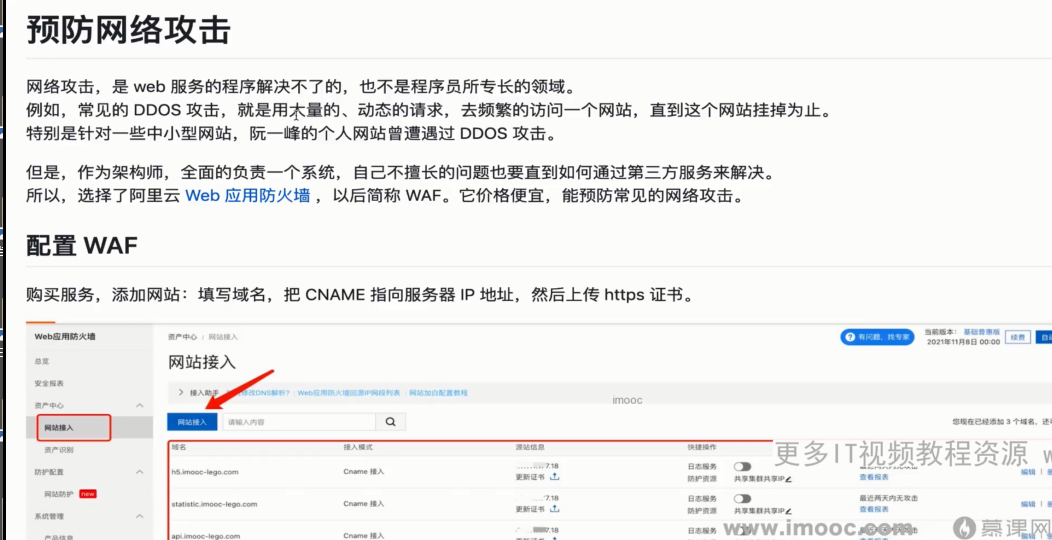 预防网络攻击
网络攻击，是 web 服务的程序解决不了的，也不是程序员所专长的领域。
例如，常见的 DDOS 攻击，就是用大量的、动态的请求，去频繁的访问一个网站，直到这个网站挂掉为止。
特别是针对一些中小型网站，阮一峰的个人网站曾遭遇过 DDOS 攻击。
但是，作为架构师，全面的负责一个系统，自己不擅长的问题也要直到如何通过第三方服务来解决。
所以，选择了阿里云 Web 应用防火墙 ，以后简称 WAF。它价格便宜，能预防常见的网络攻击。
配置 WAF
购买服务，添加网站：填写域名，把 CNAME 指向服务器 IP 地址，然后上传 https 证书。
Web应用防火墙
总览
安全报表
资产中心
网站接入
资产识别
防护配置
网站防护 new
系统管理
产品信息
资产中心 / 网站接入
有问题，找专家
当前版本： 基础普惠版
2021年11月8日 00:00
续费
网站接入
接入助手 修改DNS解析? Web应用防火墙回源IP网段列表 网站加白配置教程
imooc
网站接入 请输入内容
您现在已经添加 3 个域名，还
域名 接入模式 源站信息 快捷操作
h5.imooc-lego.com Cname 接入 7.18 日志服务
更新证书 防护资源 共享集群共享IP 查看报表 编辑
statistic.imooc-lego.com Cname 接入 7.18 日志服务 最近两天内无攻击
更新证书 防护资源 共享集群共享IP 查看报表 编辑
api.imooc-lego.com Cname 接入 7.18 日志服务
更多IT视频教程资源 w
www.imooc.com 慕课网